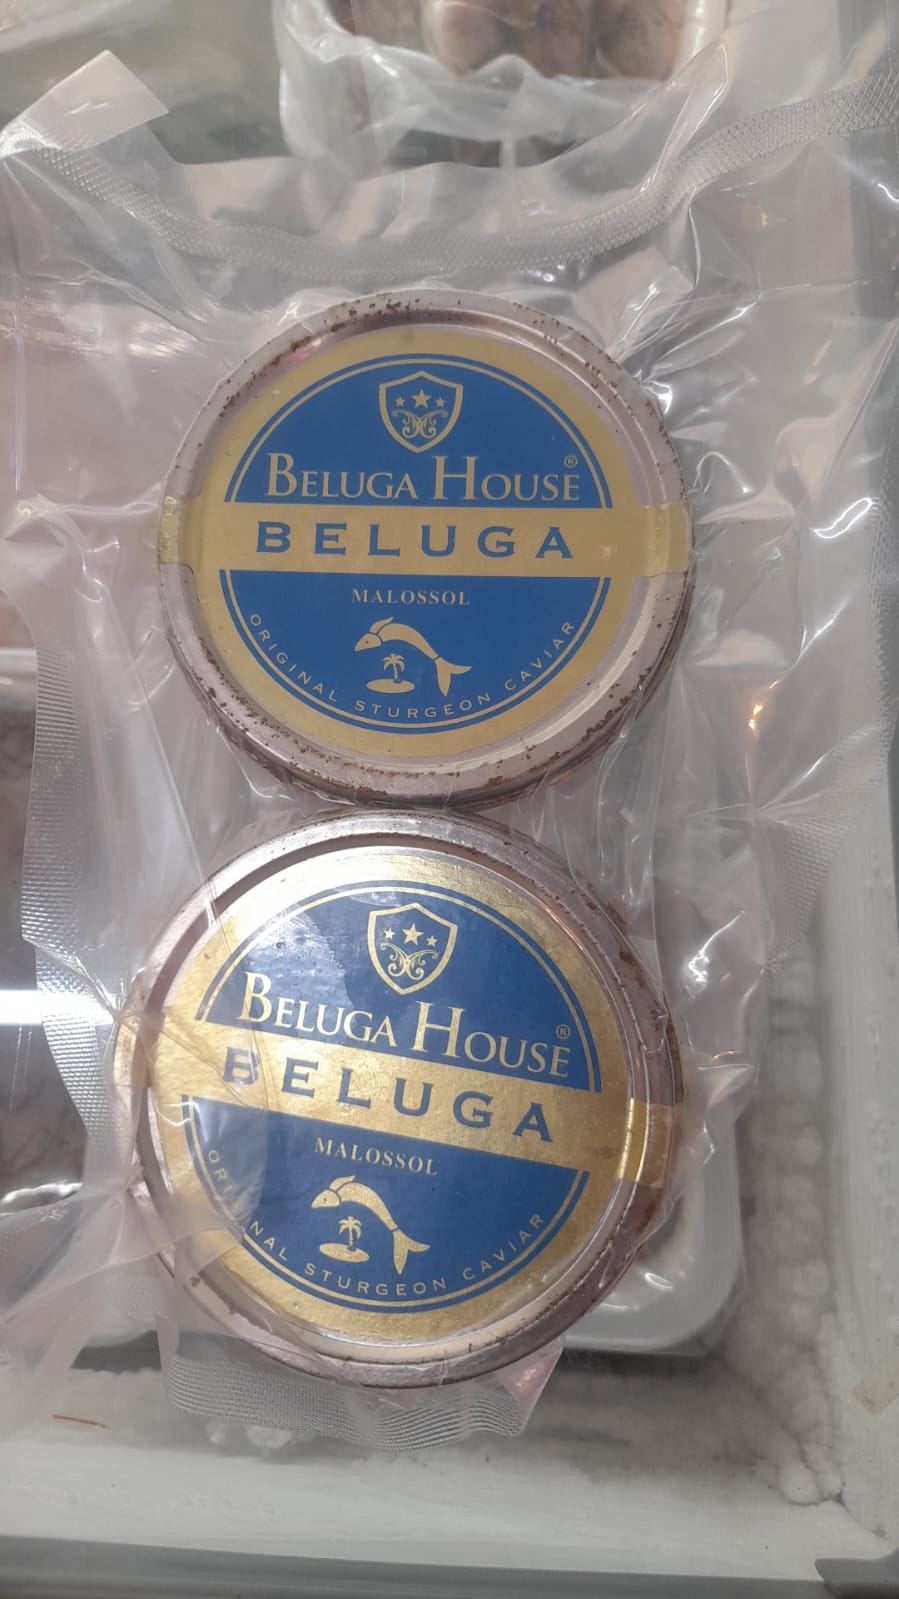 BELUGA HOUSE®
BELUGA
MALOSSOL
ORIGINAL STURGEON CAVIAR
BELUGA HOUSE®
BELUGA
MALOSSOL
ORIGINAL STURGEON CAVIAR